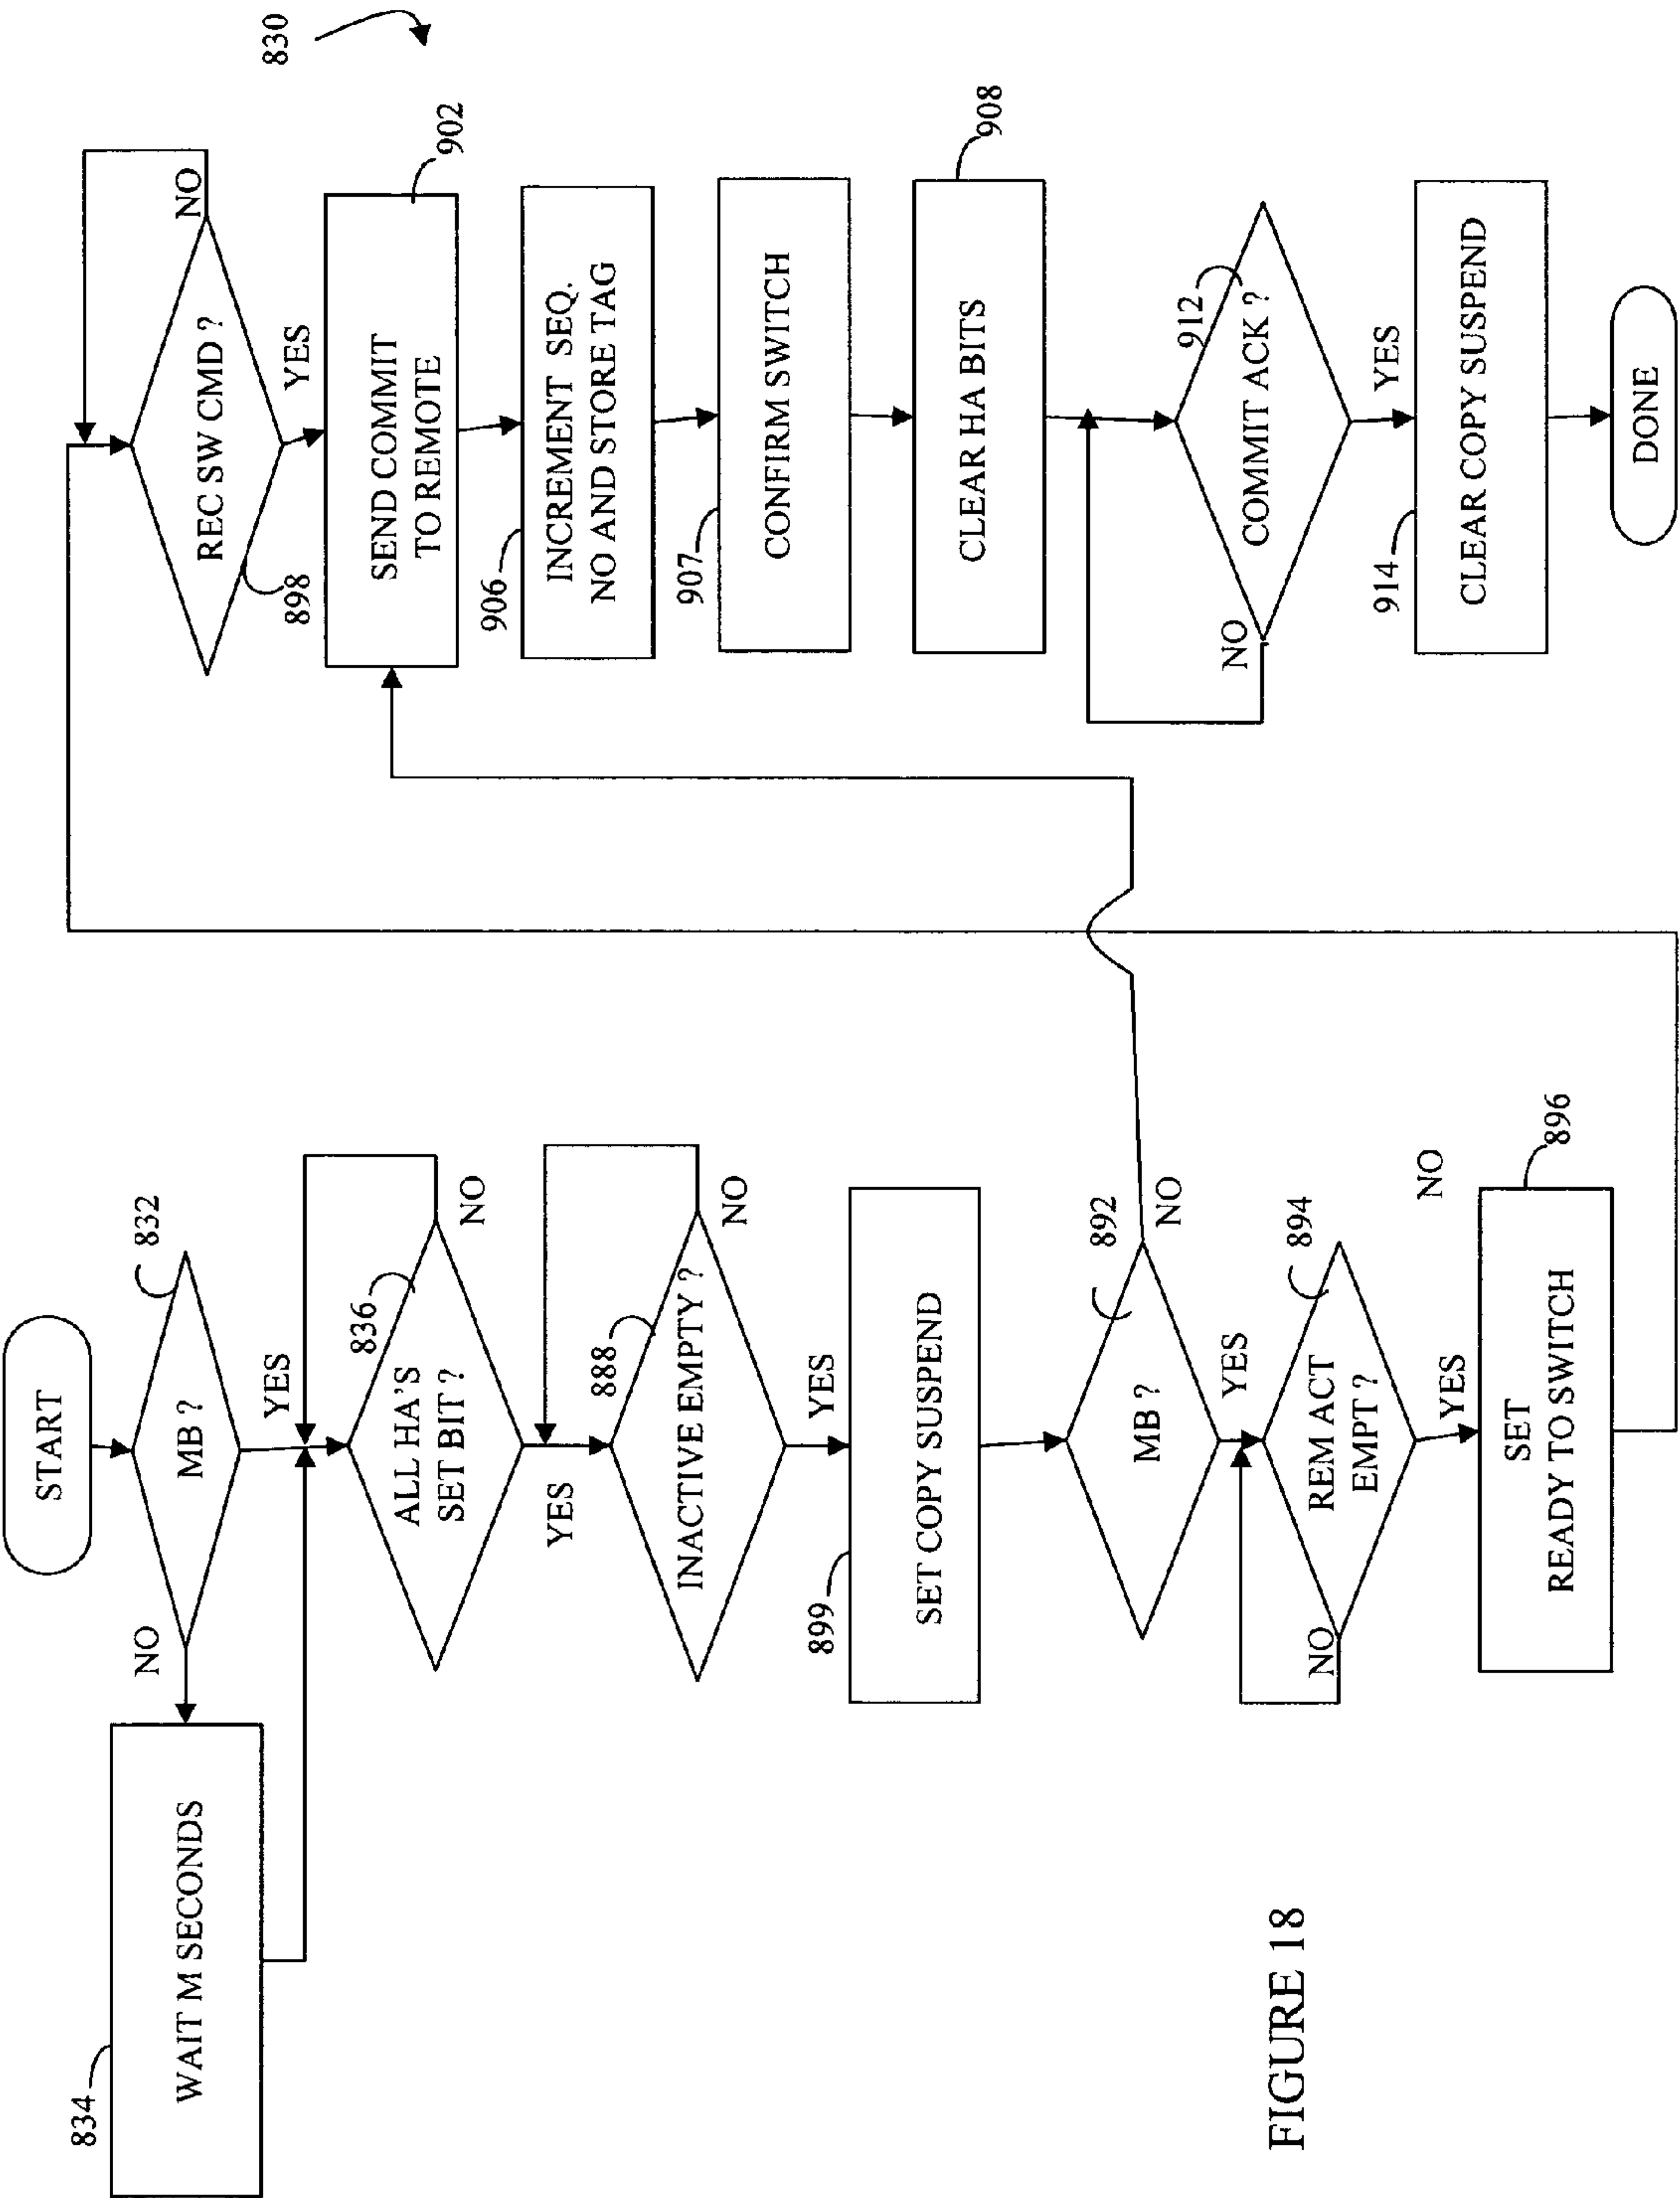 830
START
832
MB ?
NO
YES
834
WAIT M SECONDS
836
ALL HA'S
SET BIT ?
NO
YES
888
INACTIVE EMPTY ?
NO
YES
899
SET COPY SUSPEND
892
MB ?
NO
YES
894
REM ACT
EMPT ?
NO
NO
YES
896
SET
READY TO SWITCH
REC SW CMD ?
NO
898
YES
902
SEND COMMIT
TO REMOTE
906
INCREMENT SEQ.
NO AND STORE TAG
907
CONFIRM SWITCH
908
CLEAR HA BITS
912
COMMIT ACK ?
NO
YES
914
CLEAR COPY SUSPEND
DONE
FIGURE 18